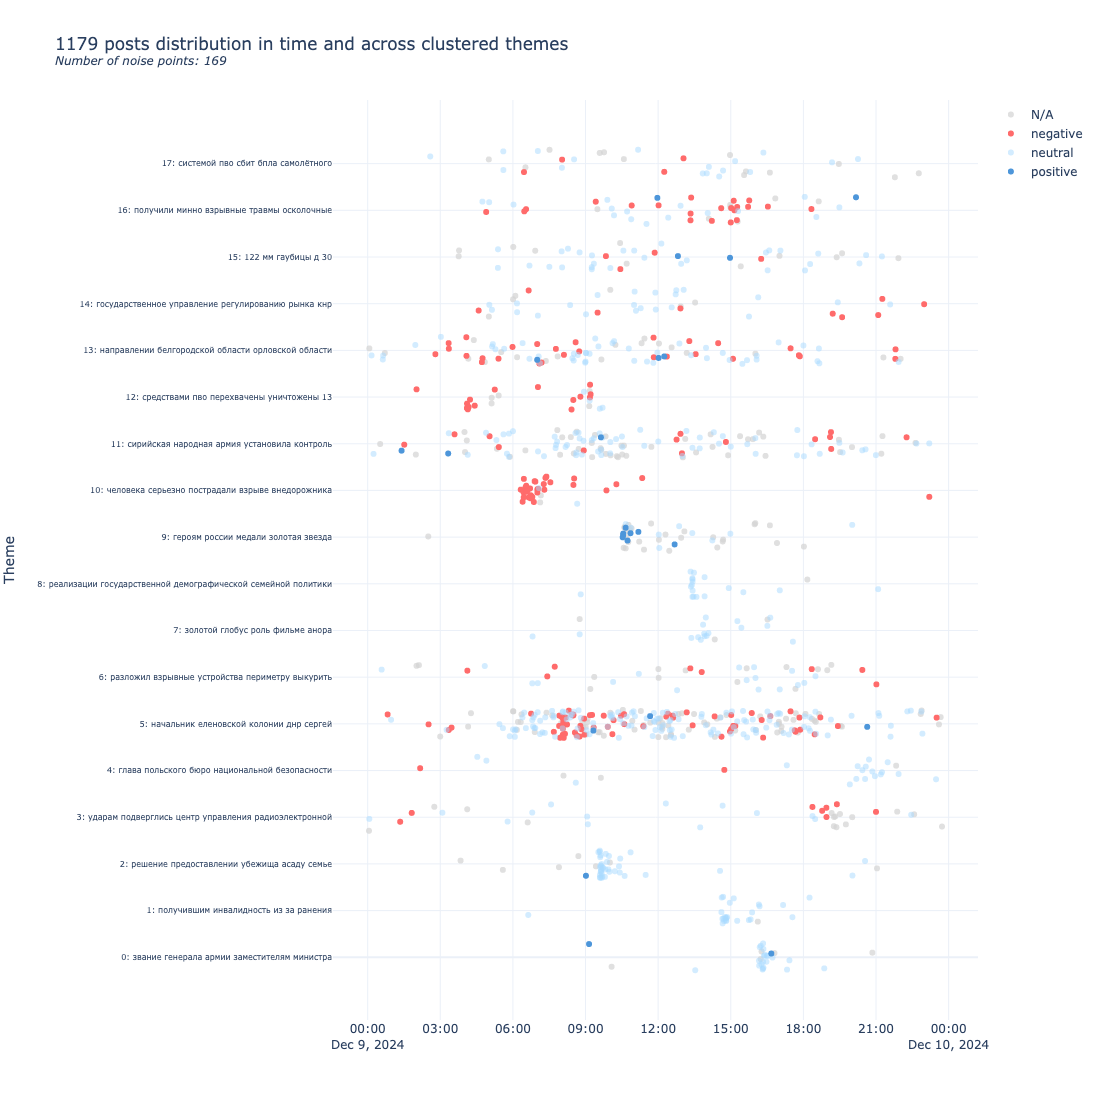 1179 posts distribution in time and across clustered themes
Number of noise points: 169
N/A
negative
neutral
positive
Theme
17: системой пво сбит бпла самолётного
16: получили минно взрывные травмы осколочные
15: 122 мм гаубицы д 30
14: государственное управление регулированию рынка кнр
13: направлении белгородской области орловской области
12: средствами пво перехвачены уничтожены 13
11: сирийская народная армия установила контроль
10: человека серьезно пострадали взрыве внедорожника
9: героям россии медали золотая звезда
8: реализации государственной демографической семейной политики
7: золотой глобус роль фильме анора
6: разложил взрывные устройства периметру выкурить
5: начальник еленовской колонии днр сергей
4: глава польского бюро национальной безопасности
3: ударам подверглись центр управления радиоэлектронной
2: решение предоставлении убежища асаду семье
1: получившим инвалидность из за ранения
0: звание генерала армии заместителям министра
00:00 03:00 06:00 09:00 12:00 15:00 18:00 21:00 00:00
Dec 9, 2024 Dec 10, 2024